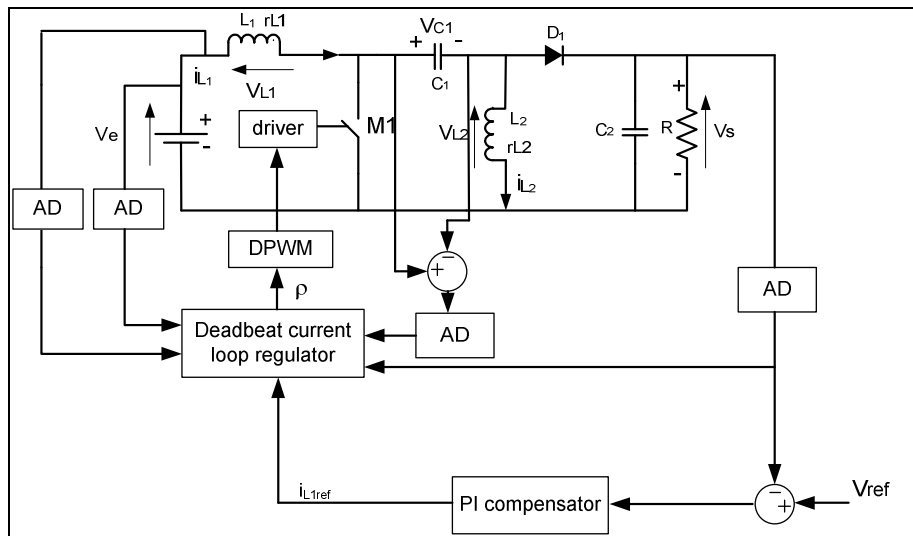 L1 rL1
VC1
+ -
C1
D1
iL1
VL1
Ve
+
-
driver
M1
VL2
L2
rL2
iL2
C2
R
+
-
Vs
AD
AD
DPWM
ρ
+
-
AD
AD
Deadbeat current
loop regulator
iL1ref
PI compensator
-
+
Vref